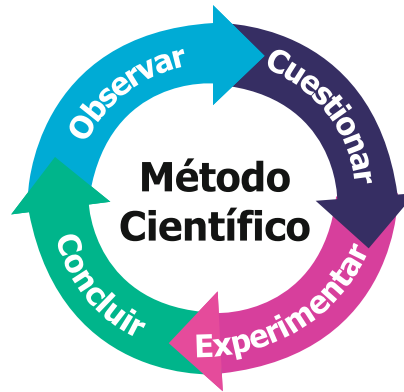 Observar
Cuestionar
Método
Científico
Experimentar
Concluir